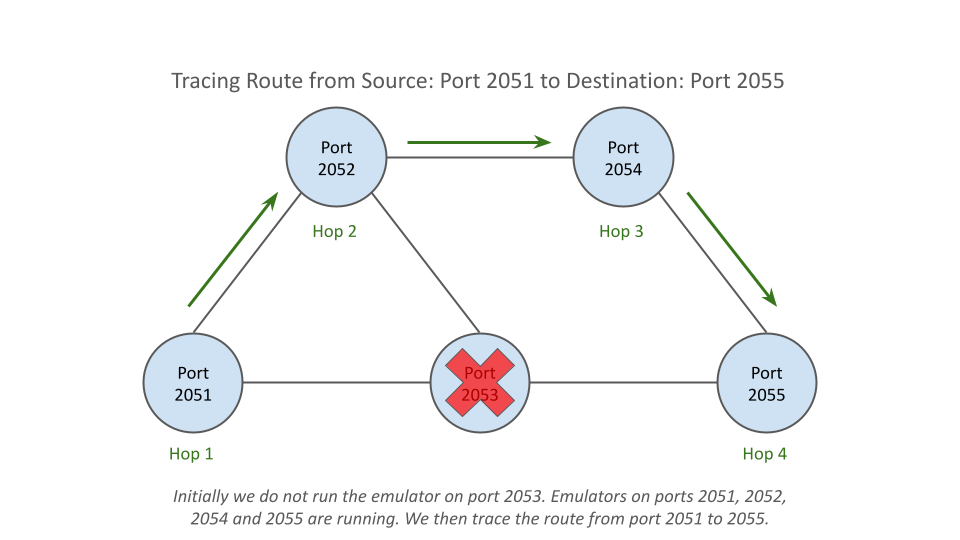 Tracing Route from Source: Port 2051 to Destination: Port 2055
Port
2052
Port
2054
Hop 2
Hop 3
Port
2051
Port
2053
Port
2055
Hop 1
Hop 4
Initially we do not run the emulator on port 2053. Emulators on ports 2051, 2052,
2054 and 2055 are running. We then trace the route from port 2051 to 2055.